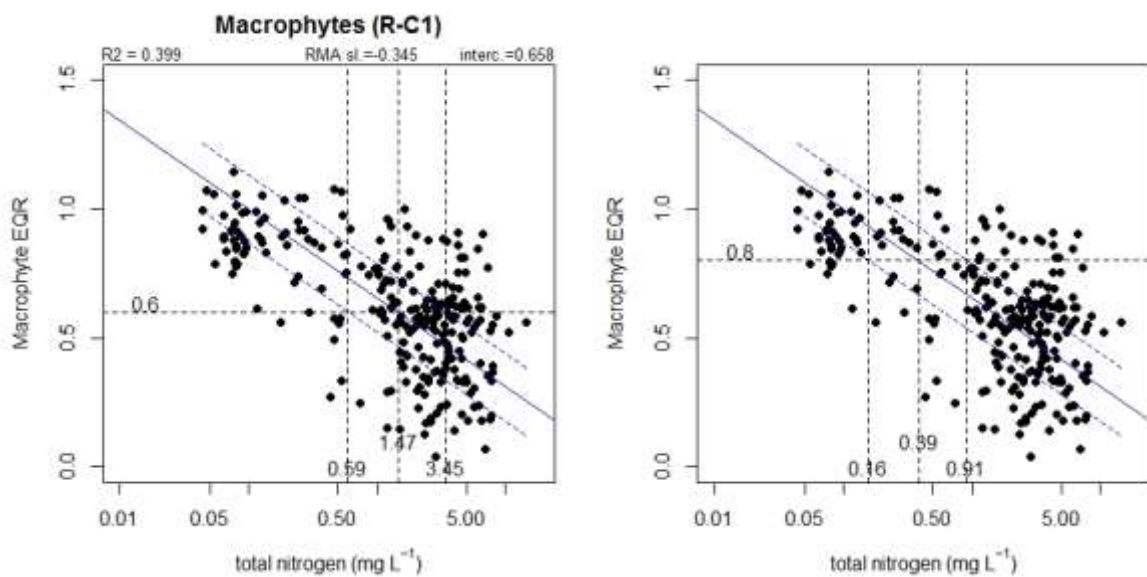 Macrophytes (R-C1)
R2 = 0.399 RMA sl.=-0.345 interc.=0.658
1.5
1.0
0.5
0.0
Macrophyte EQR
0.6
1.47
0.59 3.45
0.01 0.05 0.50 5.00
total nitrogen (mg L⁻¹)
1.5
1.0
0.5
0.0
Macrophyte EQR
0.8
0.39
0.16 0.91
0.01 0.05 0.50 5.00
total nitrogen (mg L⁻¹)